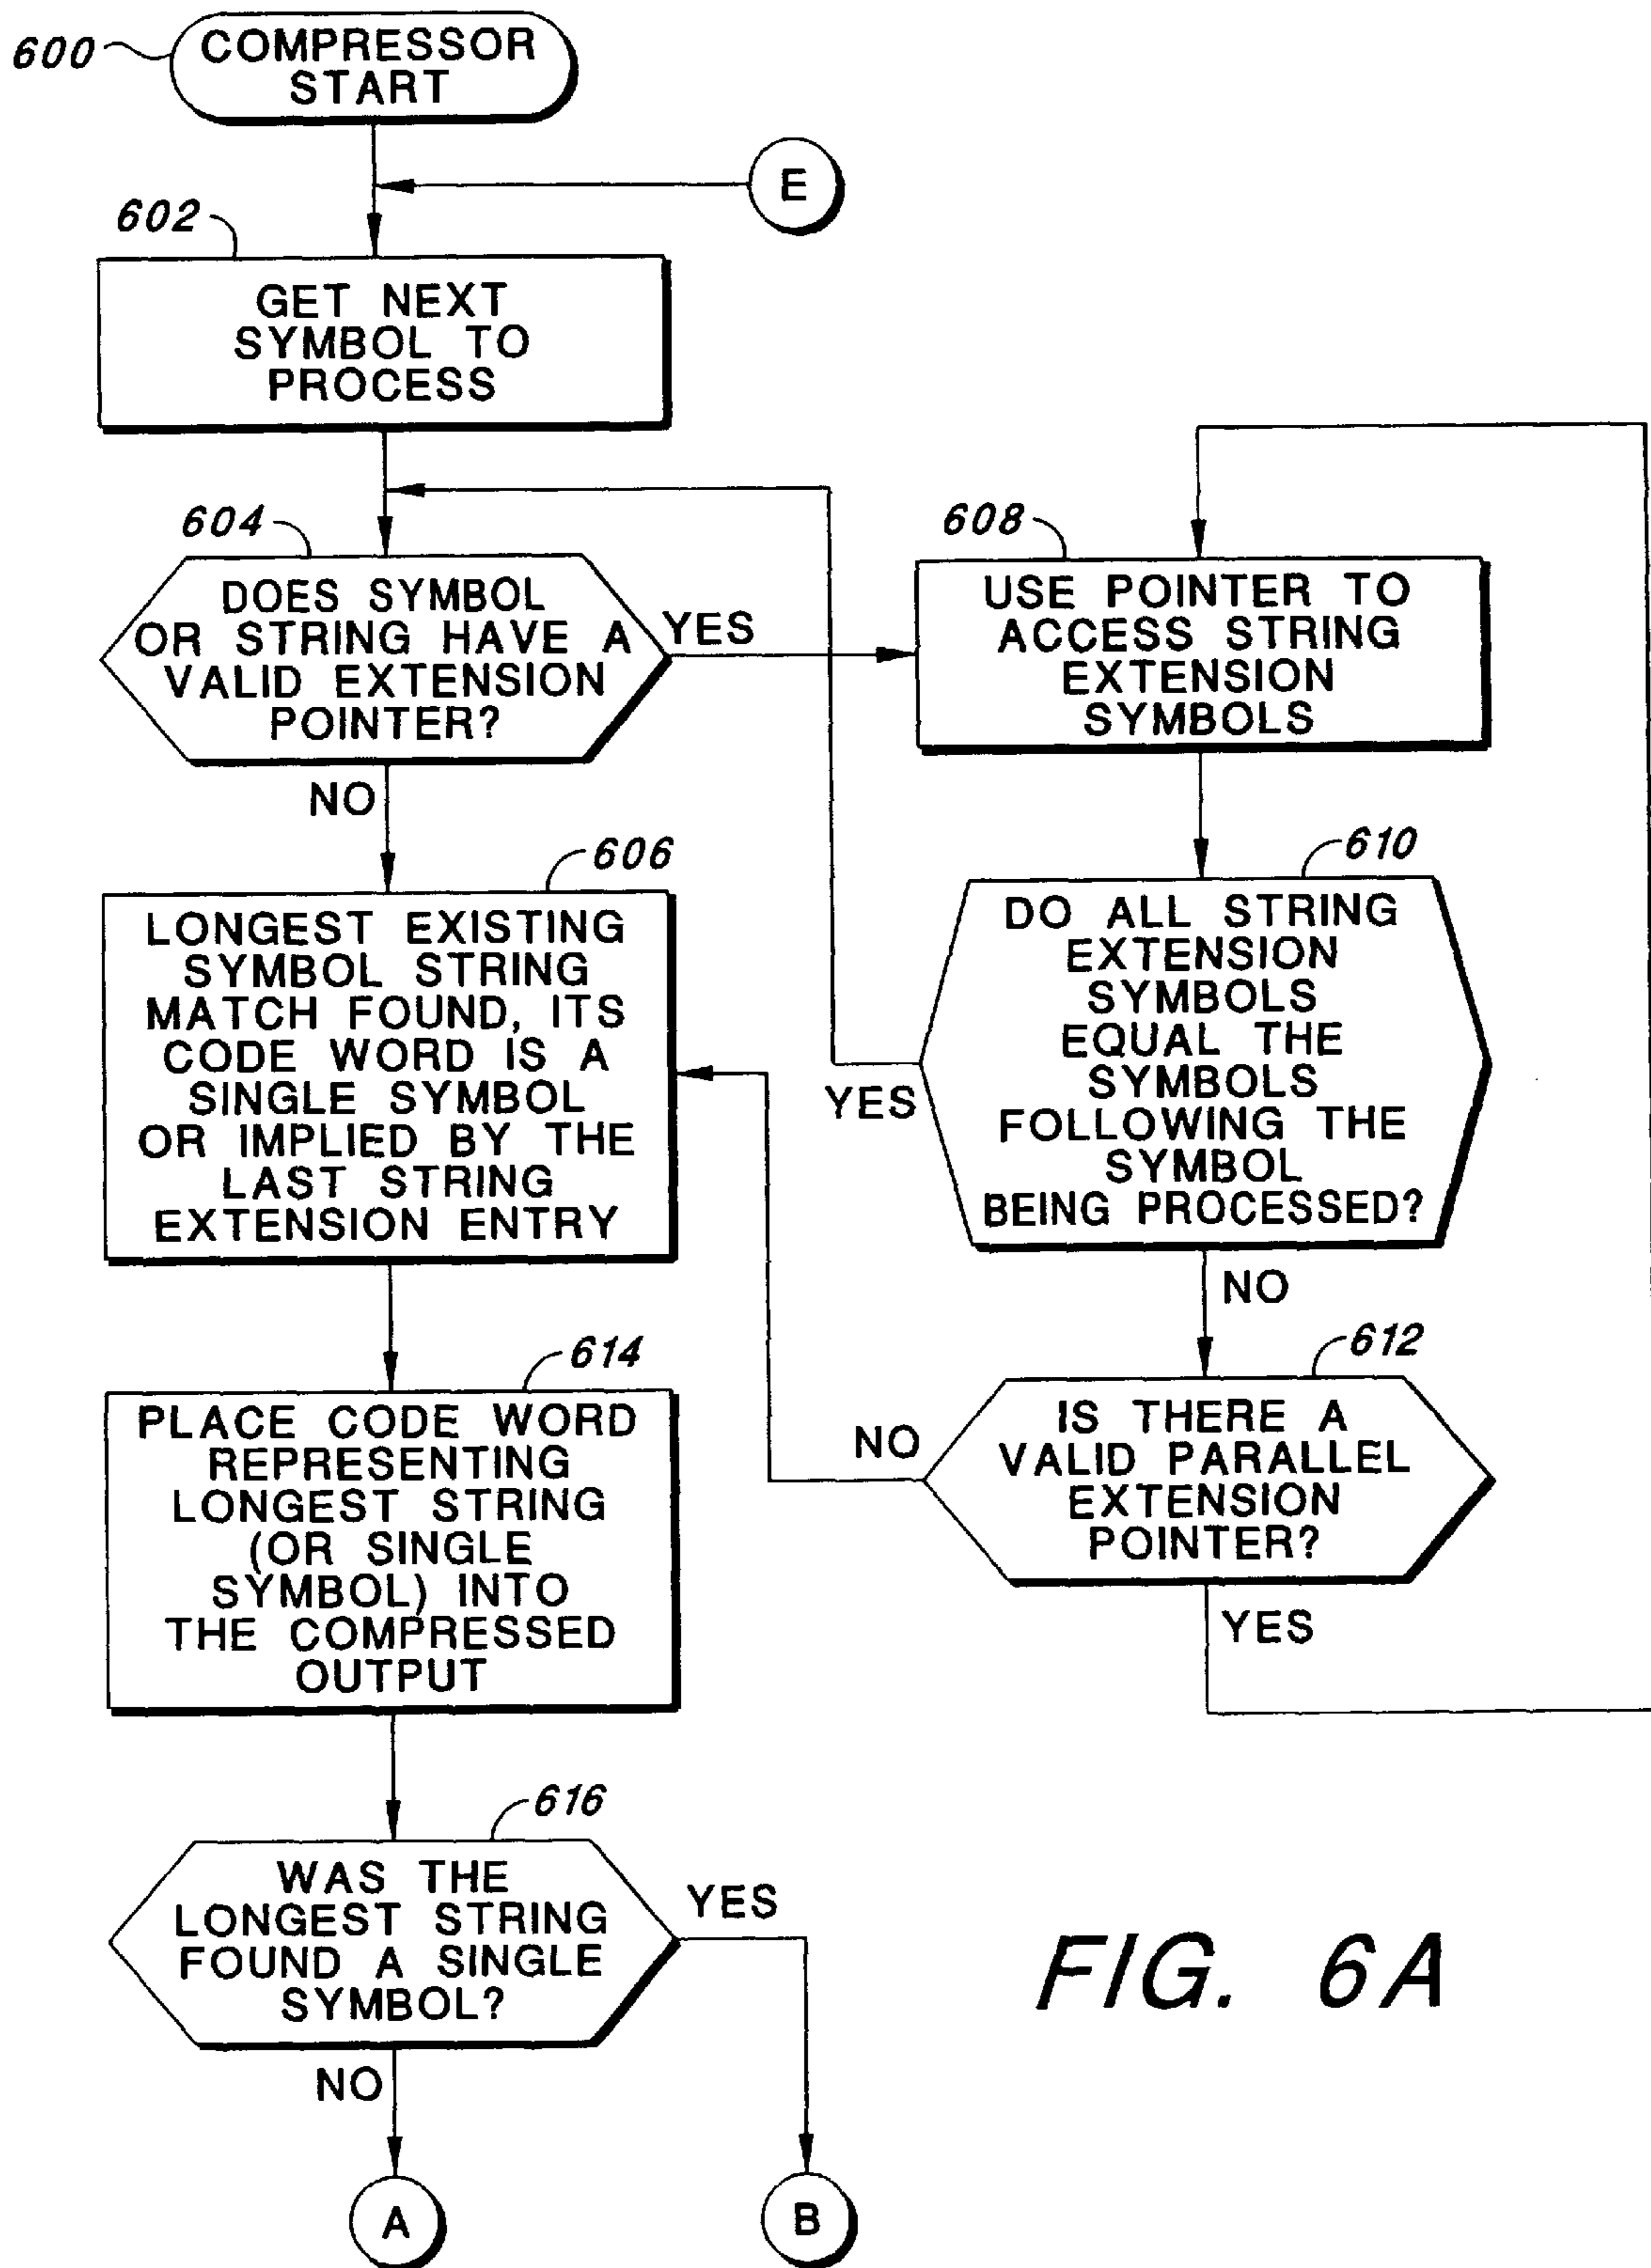 600
COMPRESSOR
START
E
602
GET NEXT
SYMBOL TO
PROCESS
604
DOES SYMBOL
OR STRING HAVE A
VALID EXTENSION
POINTER?
YES
NO
608
USE POINTER TO
ACCESS STRING
EXTENSION
SYMBOLS
606
LONGEST EXISTING
SYMBOL STRING
MATCH FOUND, ITS
CODE WORD IS A
SINGLE SYMBOL
OR IMPLIED BY THE
LAST STRING
EXTENSION ENTRY
610
DO ALL STRING
EXTENSION
SYMBOLS
EQUAL THE
SYMBOLS
FOLLOWING THE
SYMBOL
BEING PROCESSED?
YES
NO
612
IS THERE A
VALID PARALLEL
EXTENSION
POINTER?
NO
YES
614
PLACE CODE WORD
REPRESENTING
LONGEST STRING
(OR SINGLE
SYMBOL) INTO
THE COMPRESSED
OUTPUT
616
WAS THE
LONGEST STRING
FOUND A SINGLE
SYMBOL?
YES
NO
A
B
FIG. 6A